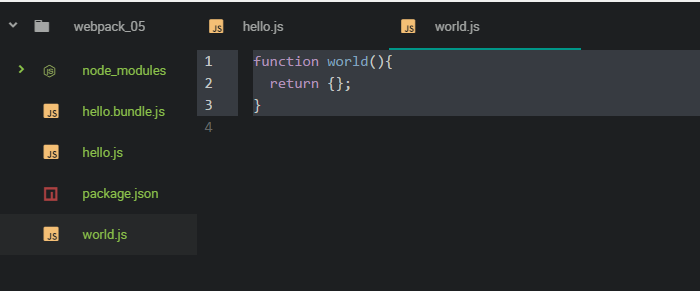 webpack_05
node_modules
hello.bundle.js
hello.js
package.json
world.js
hello.js
world.js
1 function world(){
2   return {};
3 }
4